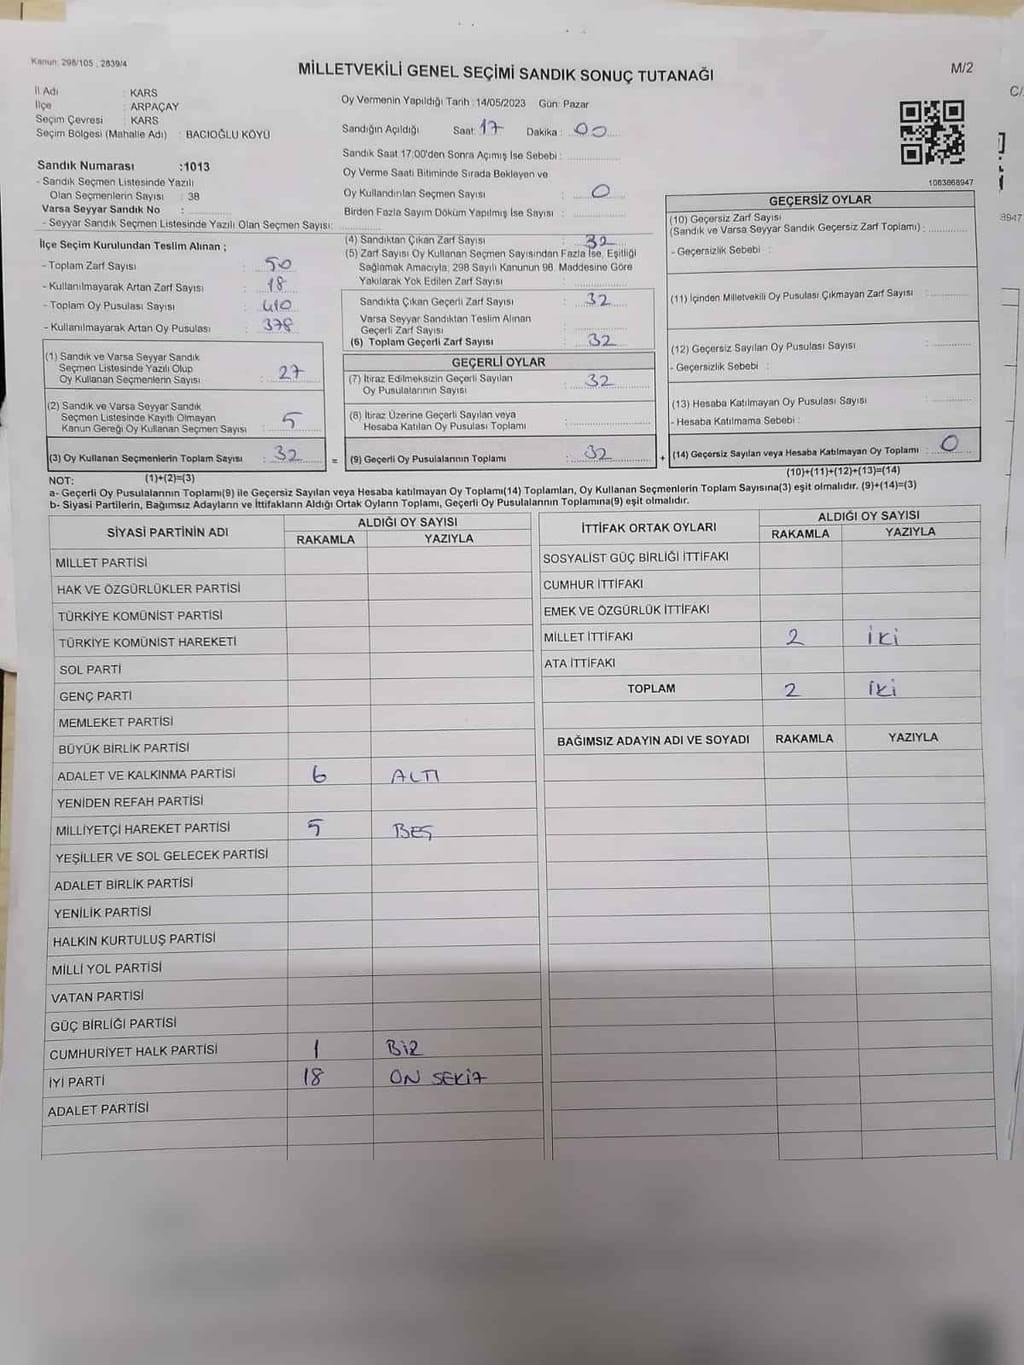 Kanun: 298/105 , 2839/4
MİLLETVEKİLİ GENEL SEÇİMİ SANDIK SONUÇ TUTANAĞI
M/2
İl Adı : KARS
İlçe : ARPAÇAY
Seçim Çevresi : KARS
Seçim Bölgesi (Mahalle Adı) : BACIOĞLU KÖYÜ
Sandık Numarası :1013
- Sandık Seçmen Listesinde Yazılı
Olan Seçmenlerin Sayısı : 38
Varsa Seyyar Sandık No :
- Seyyar Sandık Seçmen Listesinde Yazılı Olan Seçmen Sayısı:
Oy Vermenin Yapıldığı Tarih : 14/05/2023 Gün: Pazar
Sandığın Açıldığı Saat: 17 Dakika: 00
Sandık Saat 17:00'den Sonra Açımış İse Sebebi :
Oy Verme Saati Bitiminde Sırada Bekleyen ve
Oy Kullandırılan Seçmen Sayısı : 0
Birden Fazla Sayım Döküm Yapılmış İse Sayısı :
1063868947
İlçe Seçim Kurulundan Teslim Alınan ;
- Toplam Zarf Sayısı : 50
- Kullanılmayarak Artan Zarf Sayısı : 18
- Toplam Oy Pusulası Sayısı : 410
- Kullanılmayarak Artan Oy Pusulası : 378
(1) Sandık ve Varsa Seyyar Sandık
Seçmen Listesinde Yazılı Olup
Oy Kullanan Seçmenlerin Sayısı : 27
(2) Sandık ve Varsa Seyyar Sandık
Seçmen Listesinde Kayıtlı Olmayan
Kanun Gereği Oy Kullanan Seçmen Sayısı : 5
(3) Oy Kullanan Seçmenlerin Toplam Sayısı : 32
(4) Sandıktan Çıkan Zarf Sayısı : 32
(5) Zarf Sayısı Oy Kullanan Seçmen Sayısından Fazla İse, Eşitliği
Sağlamak Amacıyla, 298 Sayılı Kanunun 98. Maddesine Göre
Yakılarak Yok Edilen Zarf Sayısı :
Sandıkta Çıkan Geçerli Zarf Sayısı : 32
Varsa Seyyar Sandıktan Teslim Alınan
Geçerli Zarf Sayısı :
(6) Toplam Geçerli Zarf Sayısı : 32
GEÇERLİ OYLAR
(7) İtiraz Edilmeksizin Geçerli Sayılan
Oy Pusulalarının Sayısı : 32
(8) İtiraz Üzerine Geçerli Sayılan veya
Hesaba Katılan Oy Pusulası Toplamı :
= (9) Geçerli Oy Pusulalarının Toplamı : 32
GEÇERSİZ OYLAR
(10) Geçersiz Zarf Sayısı
(Sandık ve Varsa Seyyar Sandık Geçersiz Zarf Toplamı) :
- Geçersizlik Sebebi :
(11) İçinden Milletvekili Oy Pusulası Çıkmayan Zarf Sayısı :
(12) Geçersiz Sayılan Oy Pusulası Sayısı :
- Geçersizlik Sebebi :
(13) Hesaba Katılmayan Oy Pusulası Sayısı :
- Hesaba Katılmama Sebebi :
+ (14) Geçersiz Sayılan veya Hesaba Katılmayan Oy Toplamı : 0
NOT: (1)+(2)=(3)
(10)+(11)+(12)+(13)=(14)
a- Geçerli Oy Pusulalarının Toplamı(9) ile Geçersiz Sayılan veya Hesaba katılmayan Oy Toplamı(14) Toplamları, Oy Kullanan Seçmenlerin Toplam Sayısına(3) eşit olmalıdır. (9)+(14)=(3)
b- Siyasi Partilerin, Bağımsız Adayların ve İttifakların Aldığı Ortak Oyların Toplamı, Geçerli Oy Pusulalarının Toplamına(9) eşit olmalıdır.
SİYASİ PARTİNİN ADI ALDIĞI OY SAYISI
RAKAMLA YAZIYLA
MİLLET PARTİSİ
HAK VE ÖZGÜRLÜKLER PARTİSİ
TÜRKİYE KOMÜNİST PARTİSİ
TÜRKİYE KOMÜNİST HAREKETİ
SOL PARTİ
GENÇ PARTİ
MEMLEKET PARTİSİ
BÜYÜK BİRLİK PARTİSİ
ADALET VE KALKINMA PARTİSİ 6 ALTI
YENİDEN REFAH PARTİSİ
MİLLİYETÇİ HAREKET PARTİSİ 5 BEŞ
YEŞİLLER VE SOL GELECEK PARTİSİ
ADALET BİRLİK PARTİSİ
YENİLİK PARTİSİ
HALKIN KURTULUŞ PARTİSİ
MİLLİ YOL PARTİSİ
VATAN PARTİSİ
GÜÇ BİRLİĞİ PARTİSİ
CUMHURİYET HALK PARTİSİ 1 BİR
İYİ PARTİ 18 ON SEKİZ
ADALET PARTİSİ
İTTİFAK ORTAK OYLARI ALDIĞI OY SAYISI
RAKAMLA YAZIYLA
SOSYALİST GÜÇ BİRLİĞİ İTTİFAKI
CUMHUR İTTİFAKI
EMEK VE ÖZGÜRLÜK İTTİFAKI
MİLLET İTTİFAKI 2 İKİ
ATA İTTİFAKI
TOPLAM 2 İKİ
BAĞIMSIZ ADAYIN ADI VE SOYADI RAKAMLA YAZIYLA